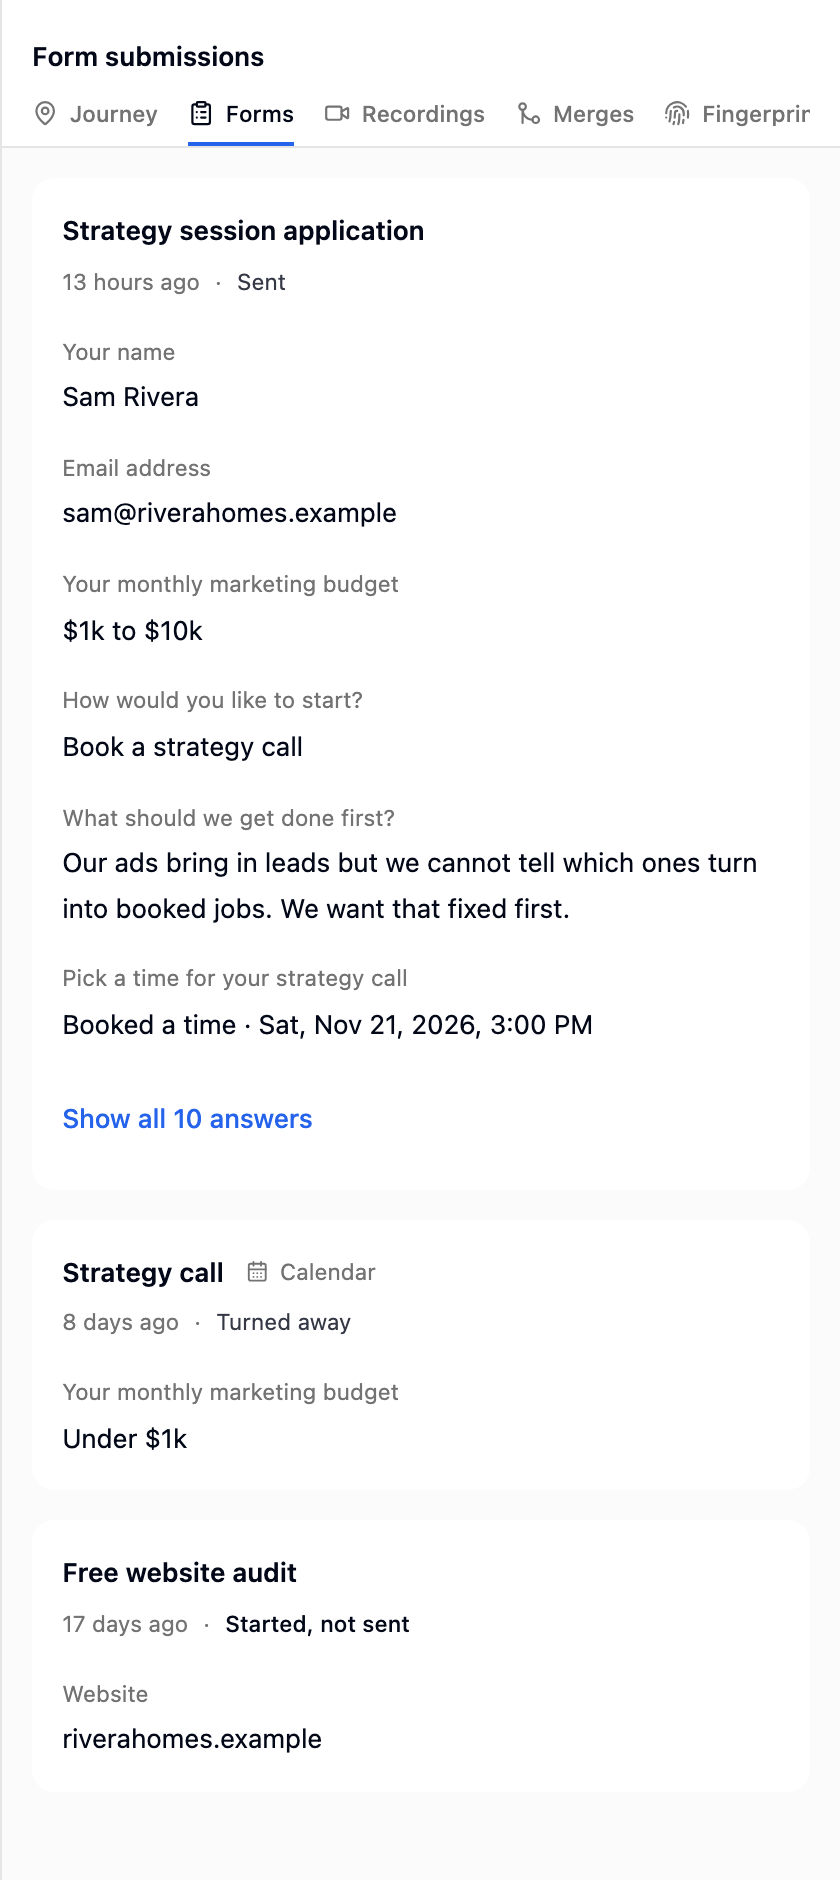 Form submissions
Journey
Forms
Recordings
Merges
Fingerprin
Strategy session application
13 hours ago · Sent
Your name
Sam Rivera
Email address
sam@riverahomes.example
Your monthly marketing budget
$1k to $10k
How would you like to start?
Book a strategy call
What should we get done first?
Our ads bring in leads but we cannot tell which ones turn
into booked jobs. We want that fixed first.
Pick a time for your strategy call
Booked a time · Sat, Nov 21, 2026, 3:00 PM
Show all 10 answers
Strategy call
Calendar
8 days ago · Turned away
Your monthly marketing budget
Under $1k
Free website audit
17 days ago · Started, not sent
Website
riverahomes.example